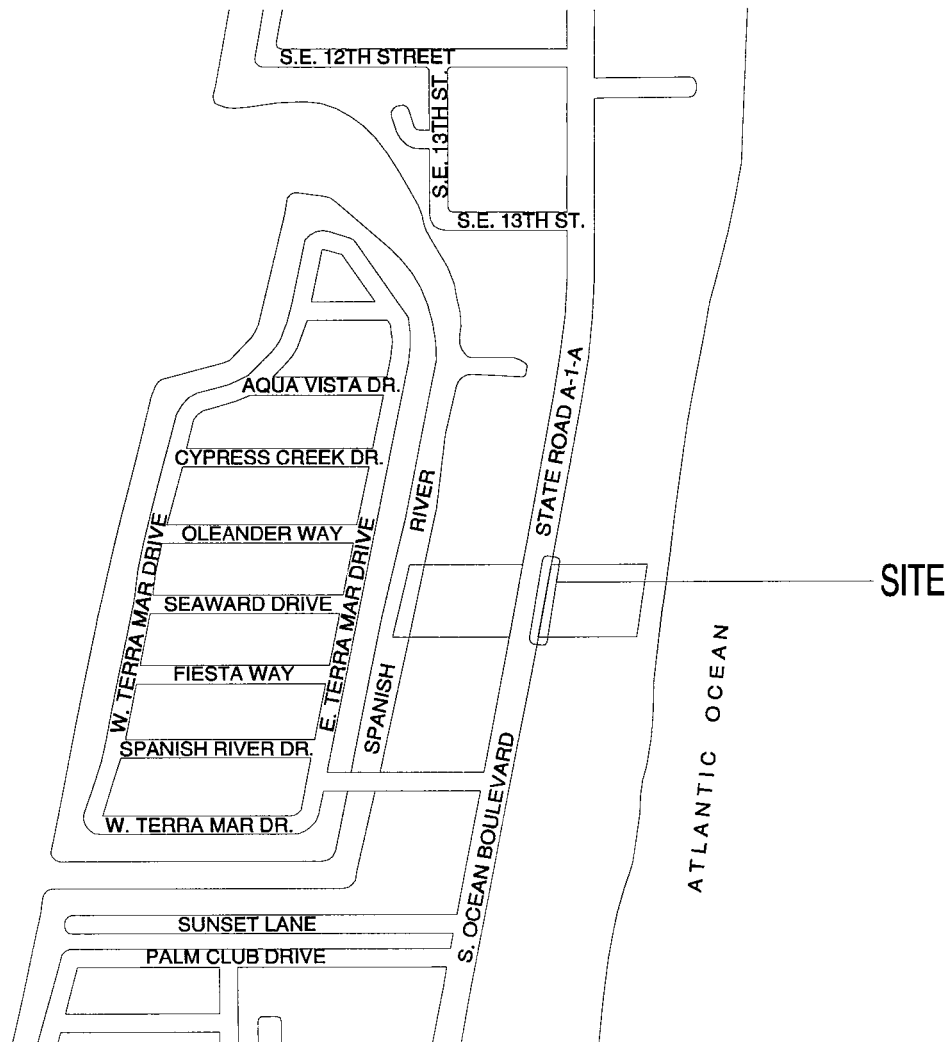 S.E. 12TH STREET
S.E. 13TH ST.
S.E. 13TH ST.
STATE ROAD A-1-A
AQUA VISTA DR.
CYPRESS CREEK DR.
RIVER
OLEANDER WAY
W. TERRA MAR DRIVE
E. TERRA MAR DRIVE
SITE
SEAWARD DRIVE
FIESTA WAY
SPANISH
ATLANTIC OCEAN
SPANISH RIVER DR.
S. OCEAN BOULEVARD
W. TERRA MAR DR.
SUNSET LANE
PALM CLUB DRIVE